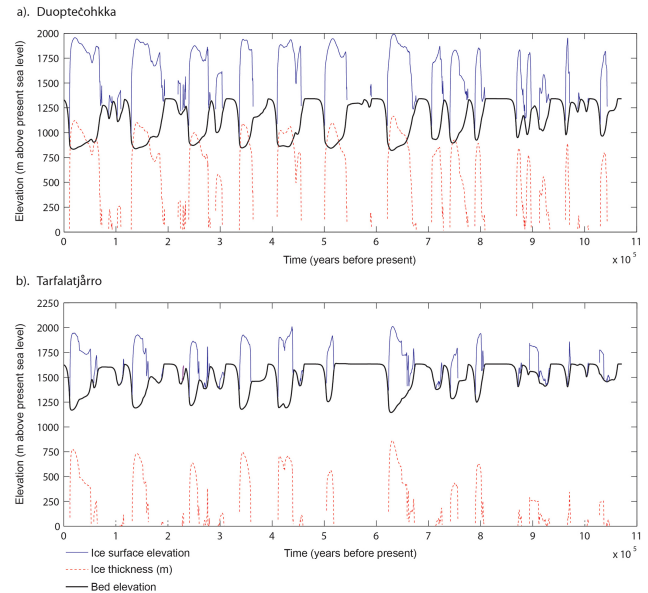 a). Duoptečohkka
2000
1750
1500
1250
1000
750
500
250
0
Elevation (m above present sea level)
0 1 2 3 4 5 6 7 8 9 10 11
Time (years before present)
x 10 5
b). Tarfalatjårro
2250
2000
1750
1500
1250
1000
750
500
250
0
Elevation (m above present sea level)
0 1 2 3 4 5 6 7 8 9 10 11
Time (years before present)
x 10 5
Ice surface elevation
Ice thickness (m)
Bed elevation